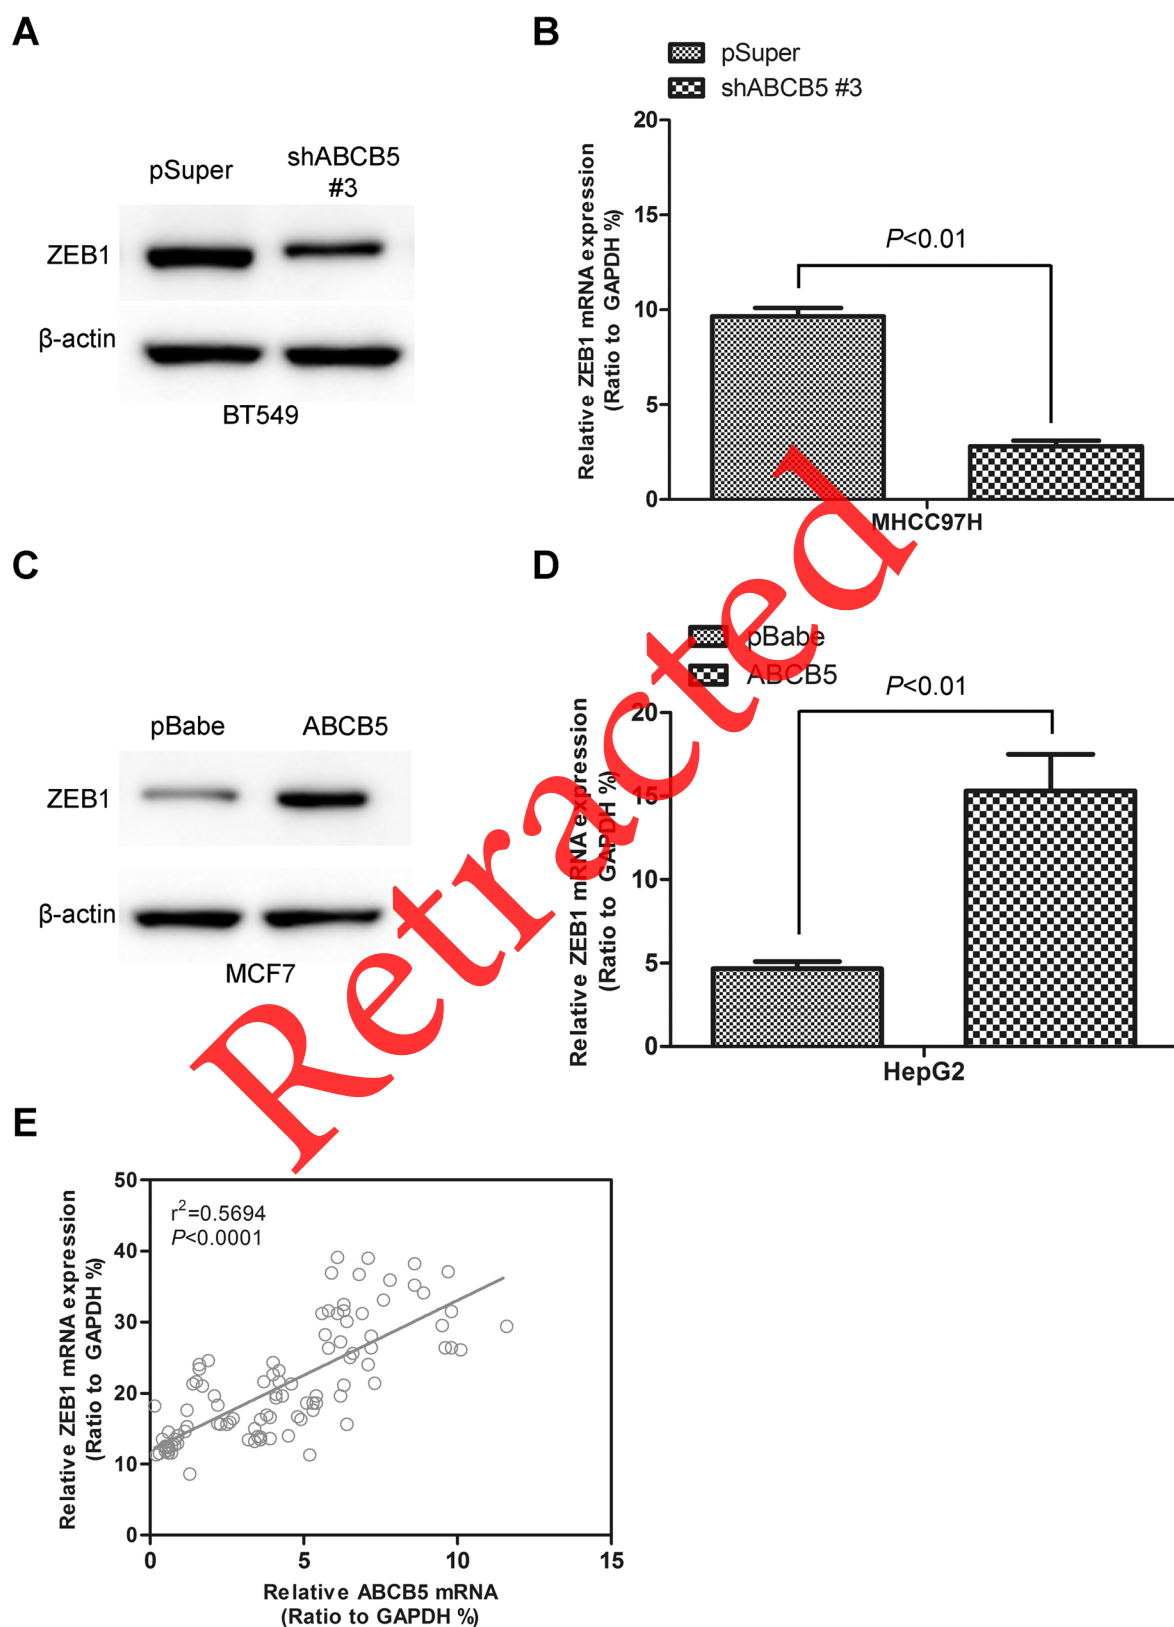 A
pSuper
shABCB5
#3
ZEB1
β-actin
BT549
B
pSuper
shABCB5 #3
Relative ZEB1 mRNA expression
(Ratio to GAPDH %)
20
15
10
5
0
P<0.01
MHCC97H
C
pBabe
ABCB5
ZEB1
β-actin
MCF7
D
pBabe
ABCB5
Relative ZEB1 mRNA expression
(Ratio to GAPDH %)
20
15
10
5
0
P<0.01
HepG2
Retracted
E
Relative ZEB1 mRNA expression
(Ratio to GAPDH %)
50
40
30
20
10
0
r²=0.5694
P<0.0001
0
5
10
15
Relative ABCB5 mRNA
(Ratio to GAPDH %)